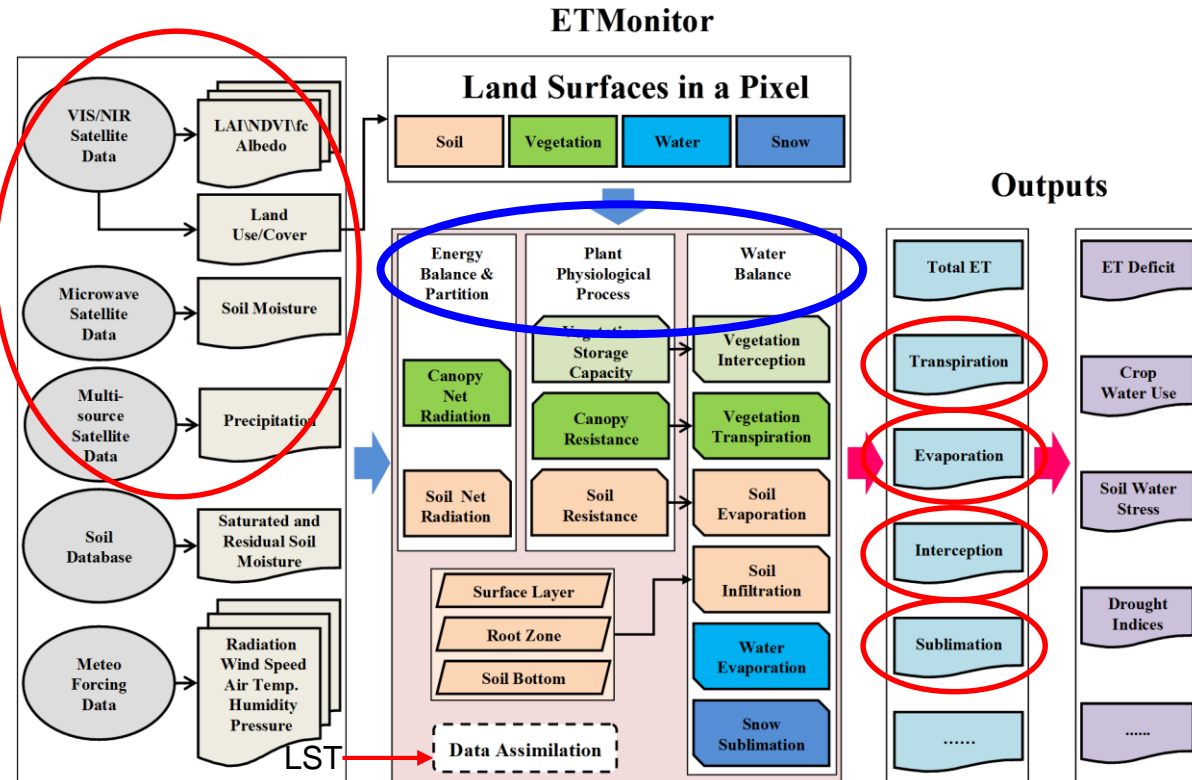 ETMonitor
VIS/NIR
Satellite
Data
LAI\NDVI\fc
Albedo
Land
Use/Cover
Microwave
Satellite
Data
Soil Moisture
Multi-
source
Satellite
Data
Precipitation
Soil
Database
Saturated and
Residual Soil
Moisture
Meteo
Forcing
Data
Radiation
Wind Speed
Air Temp.
Humidity
Pressure
LST
Land Surfaces in a Pixel
Soil
Vegetation
Water
Snow
Energy
Balance &
Partition
Canopy
Net
Radiation
Soil Net
Radiation
Plant
Physiological
Process
Vegetation
Storage
Capacity
Canopy
Resistance
Soil
Resistance
Water
Balance
Vegetation
Interception
Vegetation
Transpiration
Soil
Evaporation
Soil
Infiltration
Water
Evaporation
Snow
Sublimation
Surface Layer
Root Zone
Soil Bottom
Data Assimilation
Outputs
Total ET
Transpiration
Evaporation
Interception
Sublimation
......
ET Deficit
Crop
Water Use
Soil Water
Stress
Drought
Indices
......